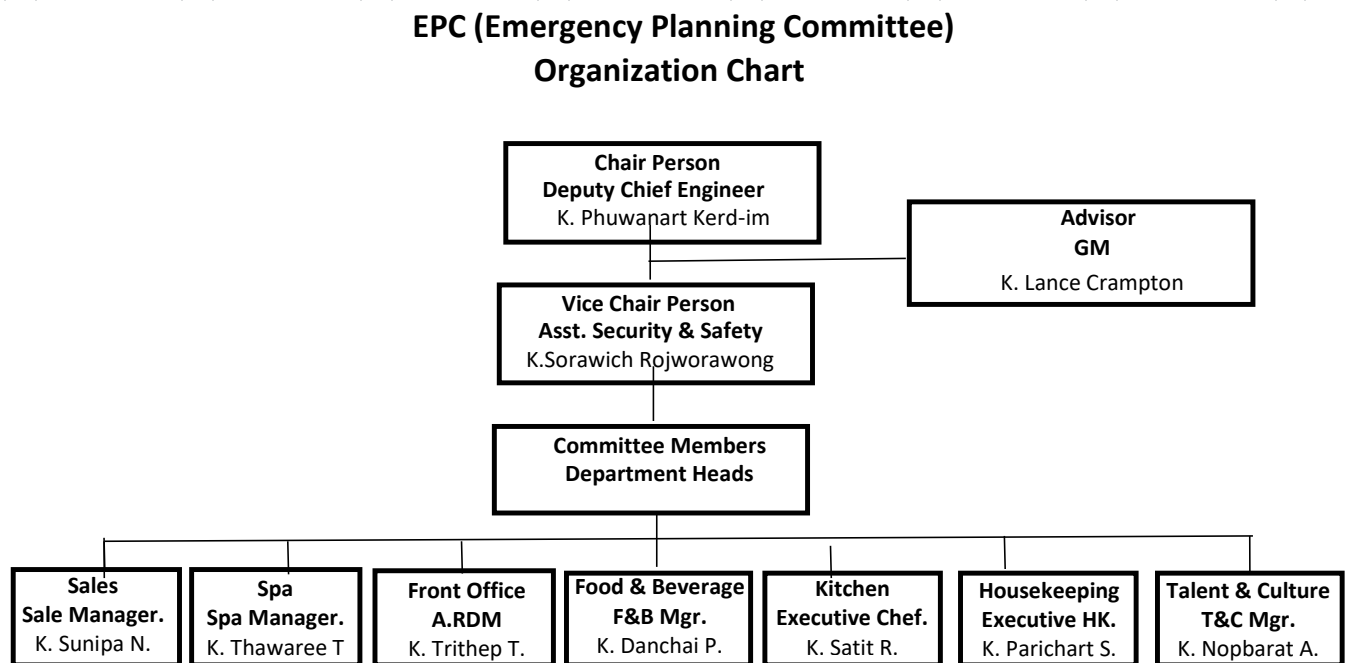 EPC (Emergency Planning Committee)
Organization Chart
Chair Person
Deputy Chief Engineer
K. Phuwanart Kerd-im
Advisor
GM
K. Lance Crampton
Vice Chair Person
Asst. Security & Safety
K.Sorawich Rojworawong
Committee Members
Department Heads
Sales
Sale Manager.
K. Sunipa N.
Spa
Spa Manager.
K. Thawaree T
Front Office
A.RDM
K. Trithep T.
Food & Beverage
F&B Mgr.
K. Danchai P.
Kitchen
Executive Chef.
K. Satit R.
Housekeeping
Executive HK.
K. Parichart S.
Talent & Culture
T&C Mgr.
K. Nopbarat A.